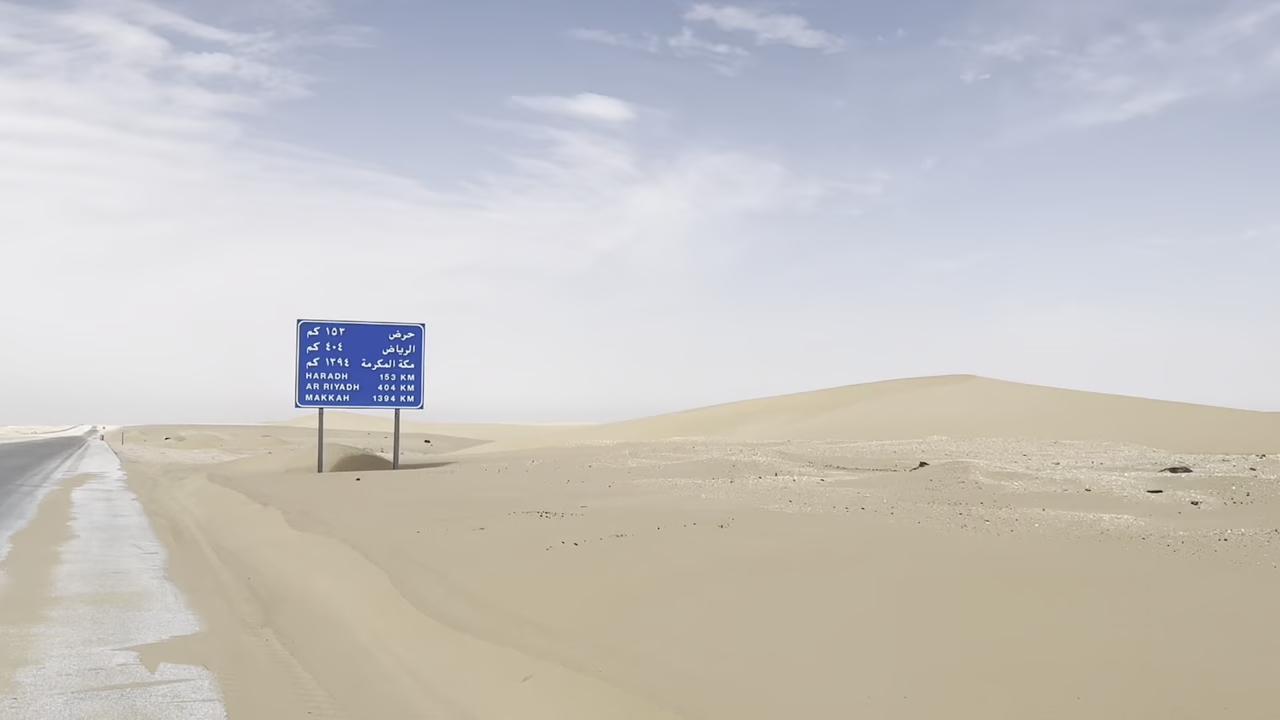 حرض ١٥٣ كم
الرياض ٤٠٤ كم
مكة المكرمة ١٣٩٤ كم
HARADH 153 KM
AR RIYADH 404 KM
MAKKAH 1394 KM